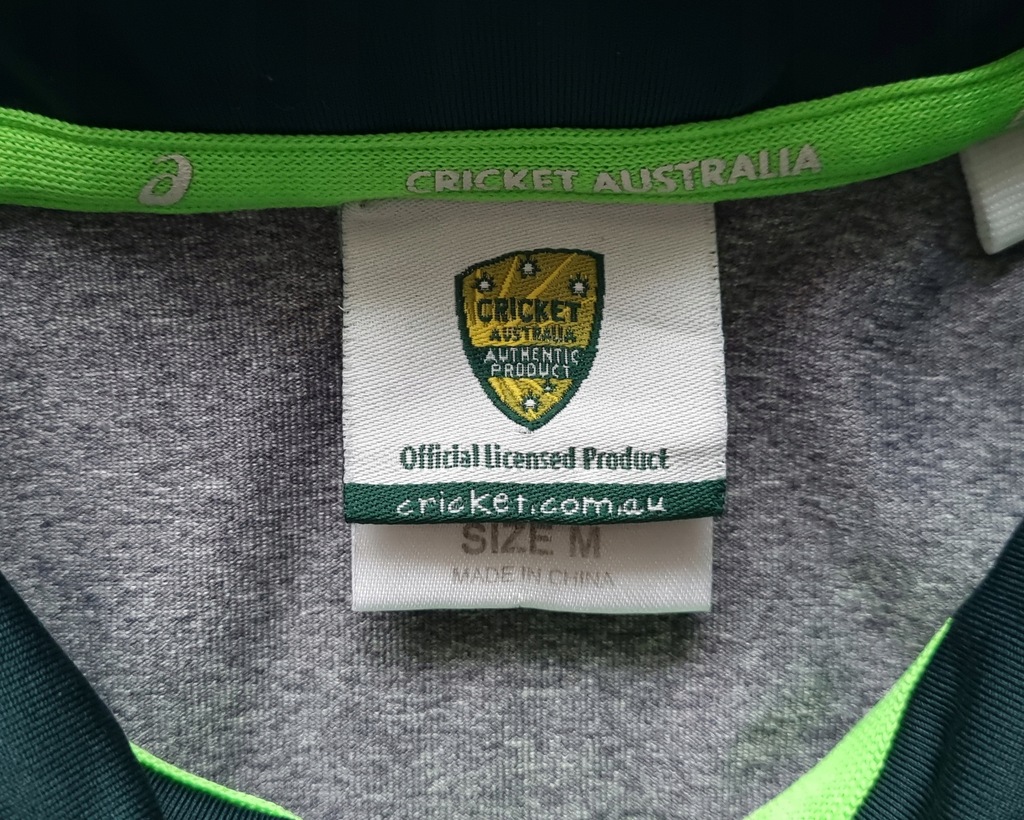 CRICKET AUSTRALIA
CRICKET
AUSTRALIA
AUTHENTIC
PRODUCT
Official Licensed Product
cricket.com.au
SIZE M
MADE IN CHINA